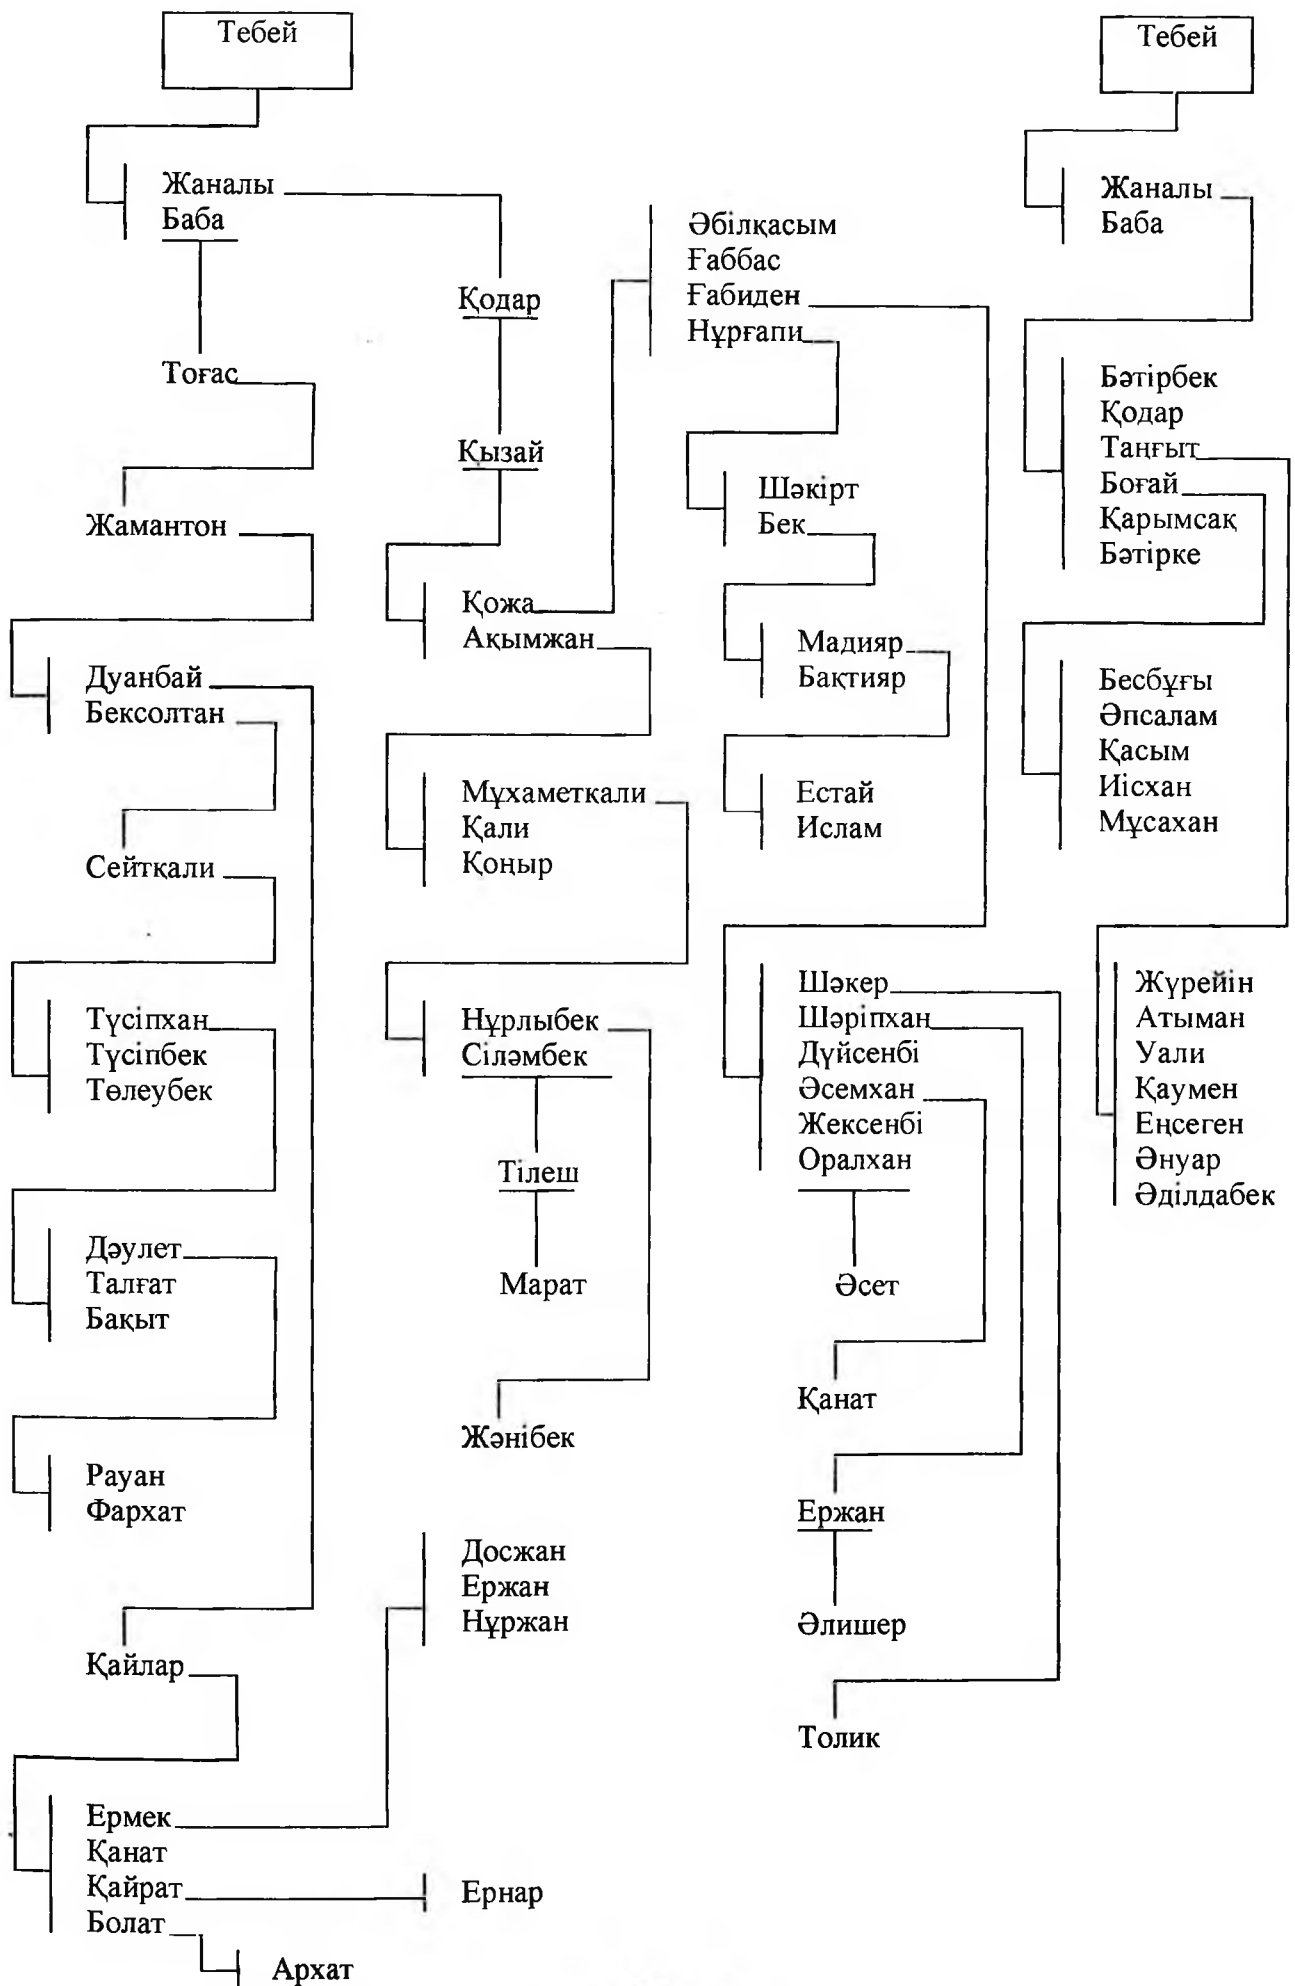 Тебей
Жаналы
Баба
Тоғас
Жамантон
Дуанбай
Бексолтан
Сейтқали
Түсіпхан
Түсіпбек
Төлеубек
Дәулет
Талғат
Бақыт
Рауан
Фархат
Қайлар
Ермек
Қанат
Қайрат
Болат
Архат
Ернар
Досжан
Ержан
Нұржан
Қодар
Қызай
Қожа
Ақымжан
Мұхаметқали
Қали
Қоңыр
Нұрлыбек
Сіләмбек
Тілеш
Марат
Жәнібек
Әбілқасым
Ғаббас
Ғабиден
Нұрғапи
Шәкірт
Бек
Мадияр
Бақтияр
Естай
Ислам
Шәкер
Шәріпхан
Дүйсенбі
Әсемхан
Жексенбі
Оралхан
Әсет
Қанат
Ержан
Әлишер
Толик
Тебей
Жаналы
Баба
Бәтірбек
Қодар
Таңғыт
Боғай
Қарымсақ
Бәтірке
Бесбұғы
Әпсалам
Қасым
Иісхан
Мұсахан
Жүрейін
Атыман
Уали
Қаумен
Еңсеген
Әнуар
Әділдабек